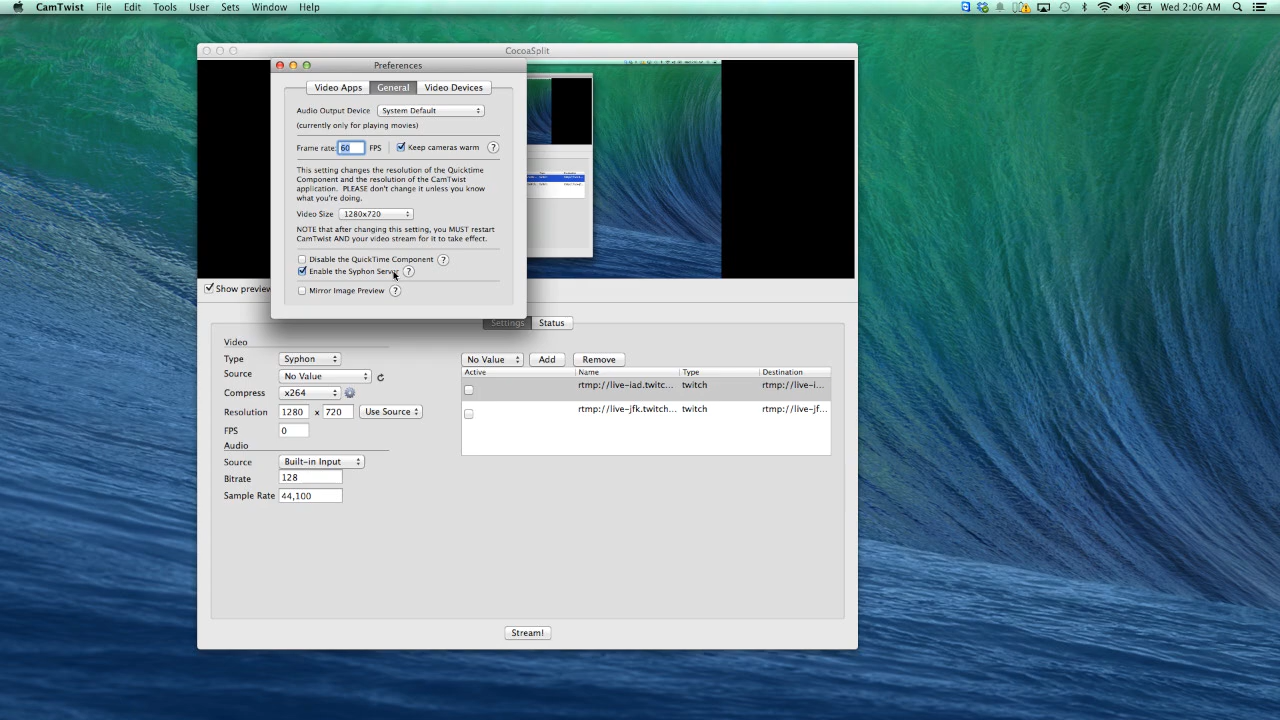 CamTwist File Edit Tools User Sets Window Help Wed 2:06 AM
CocoaSplit
Preferences
Video Apps General Video Devices
Audio Output Device System Default
(currently only for playing movies)
Frame rate: 60 FPS Keep cameras warm ?
This setting changes the resolution of the Quicktime
Component and the resolution of the CamTwist
application. PLEASE don't change it unless you know
what you're doing.
Video Size 1280x720
NOTE that after changing this setting, you MUST restart
CamTwist AND your video stream for it to take effect.
Disable the QuickTime Component ?
Enable the Syphon Server ?
Mirror Image Preview ?
Show preview
Settings Status
Video
Type Syphon
Source No Value
Compress x264
Resolution 1280 x 720 Use Source
FPS 0
Audio
Source Built-in Input
Bitrate 128
Sample Rate 44,100
No Value Add Remove
Active Name Type Destination
rtmp://live-iad.twitc... twitch rtmp://live-i...
rtmp://live-jfk.twitch... twitch rtmp://live-jf...
Stream!